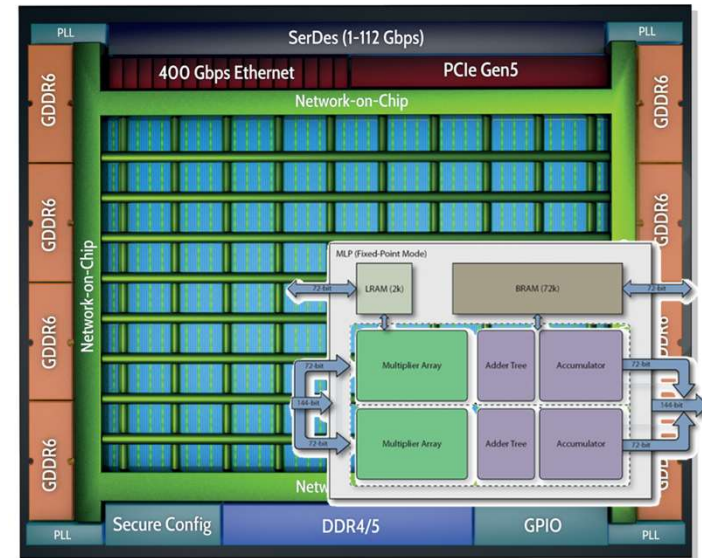 PLL
SerDes (1-112 Gbps)
PLL
400 Gbps Ethernet
PCIe Gen5
Network-on-Chip
GDDR6
GDDR6
GDDR6
GDDR6
Network-on-Chip
GDDR6
GDDR6
MLP (Fixed-Point Mode)
LRAM (2k)
BRAM (72k)
72-bit
72-bit
72-bit
Multiplier Array
Adder Tree
Accumulator
72-bit
144-bit
144-bit
72-bit
Multiplier Array
Adder Tree
Accumulator
72-bit
PLL
Secure Config
DDR4/5
GPIO
PLL